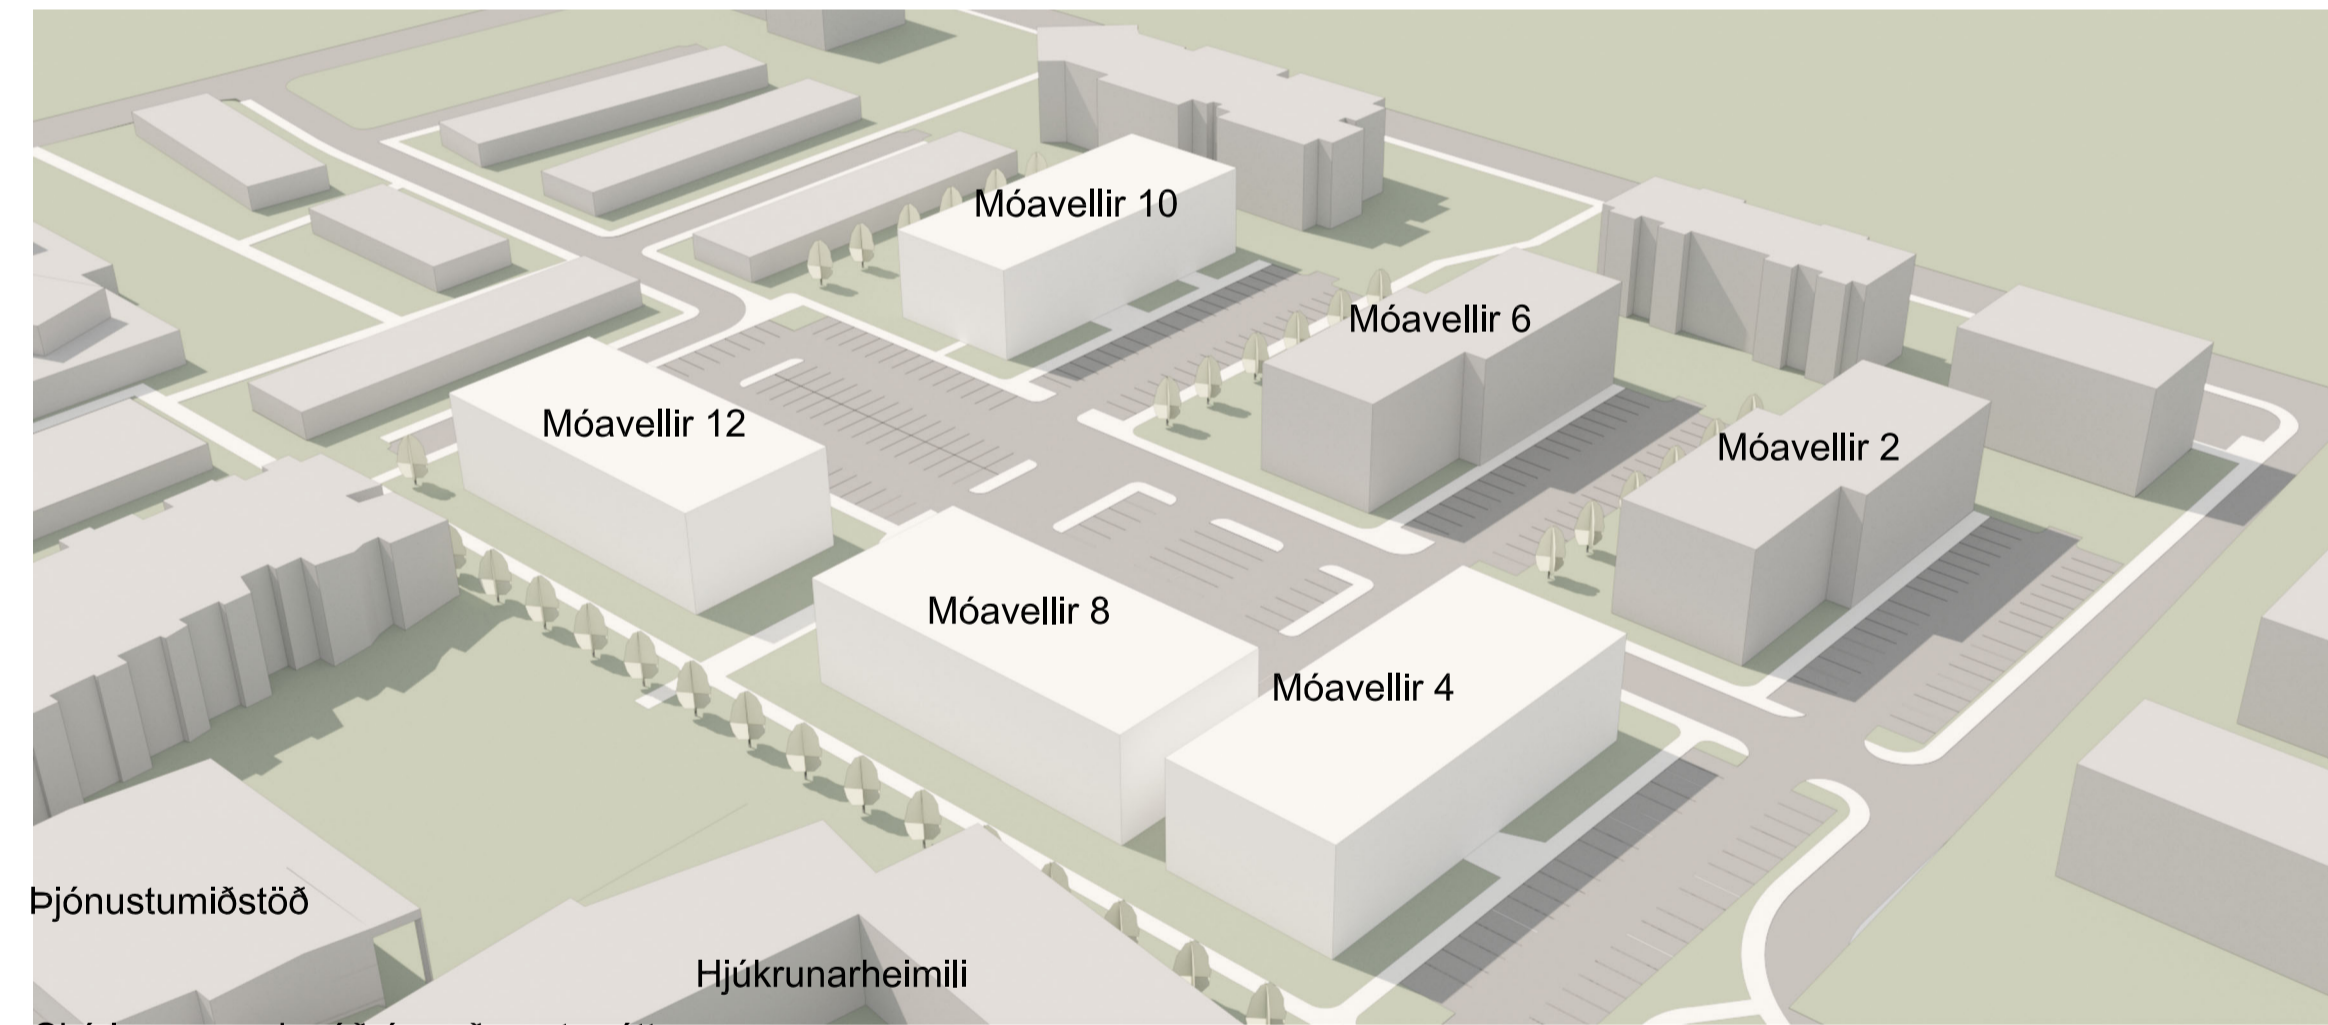 Móavellir 10
Móavellir 6
Móavellir 12
Móavellir 2
Móavellir 8
Móavellir 4
Þjónustumiðstöð
Hjúkrunarheimili